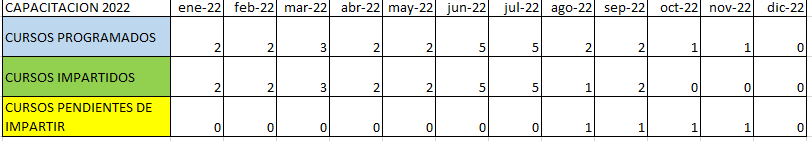 CAPACITACION 2022 ene-22 feb-22 mar-22 abr-22 may-22 jun-22 jul-22 ago-22 sep-22 oct-22 nov-22 dic-22
CURSOS PROGRAMADOS 2 2 3 2 2 5 5 2 2 1 1 0
CURSOS IMPARTIDOS 2 2 3 2 2 5 5 1 2 0 0 0
CURSOS PENDIENTES DE
IMPARTIR 0 0 0 0 0 0 0 1 1 1 1 0